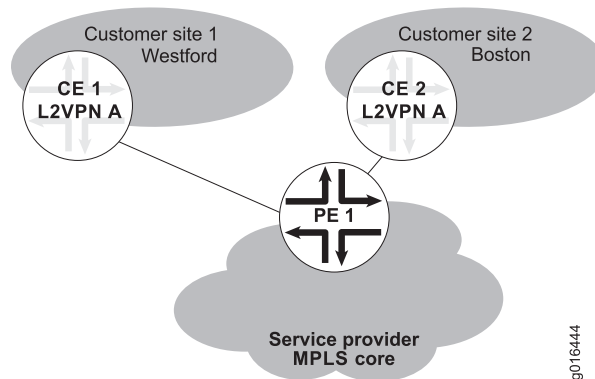 Customer site 1
Westford
Customer site 2
Boston
CE 1
L2VPN A
CE 2
L2VPN A
PE 1
Service provider
MPLS core
g016444